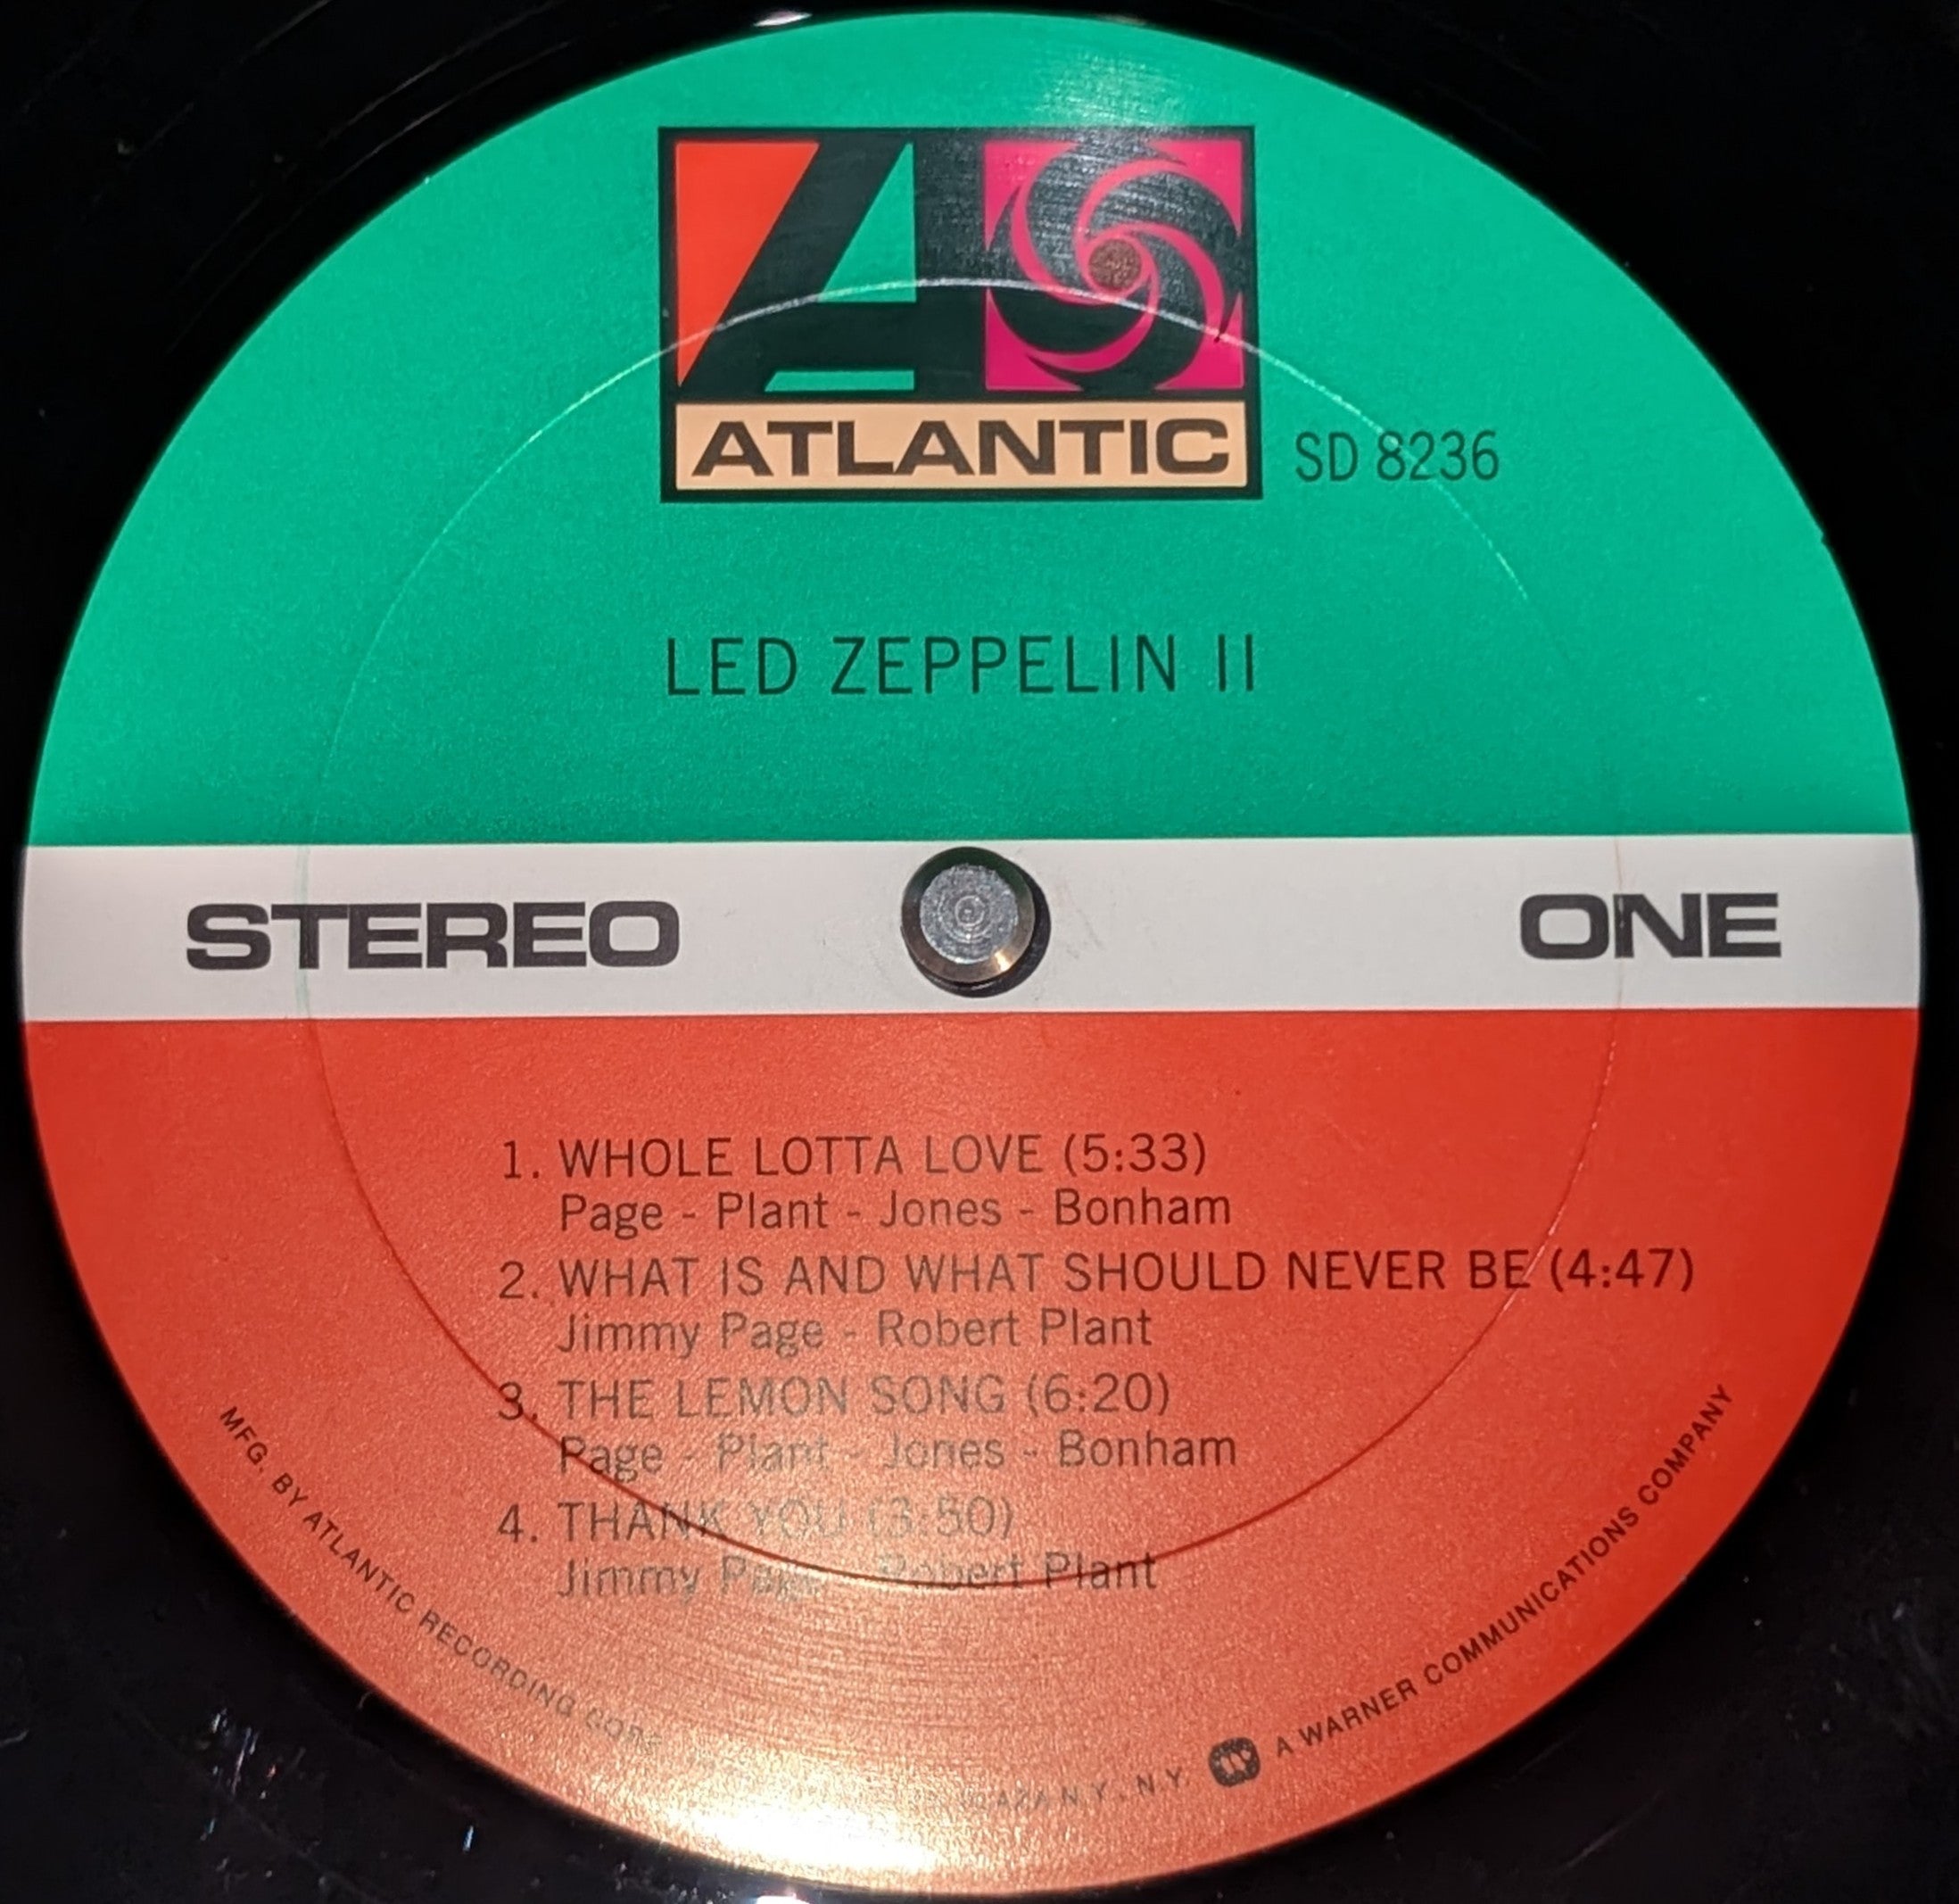 ATLANTIC
SD 8236
LED ZEPPELIN II
STEREO
ONE
1. WHOLE LOTTA LOVE (5:33)
Page - Plant - Jones - Bonham
2. WHAT IS AND WHAT SHOULD NEVER BE (4:47)
Jimmy Page - Robert Plant
3. THE LEMON SONG (6:20)
Page - Plant - Jones - Bonham
4. THANK YOU (3:50)
Jimmy Page - Robert Plant
MFG. BY ATLANTIC RECORDING CORP. PLAZA N.Y., N.Y. A WARNER COMMUNICATIONS COMPANY